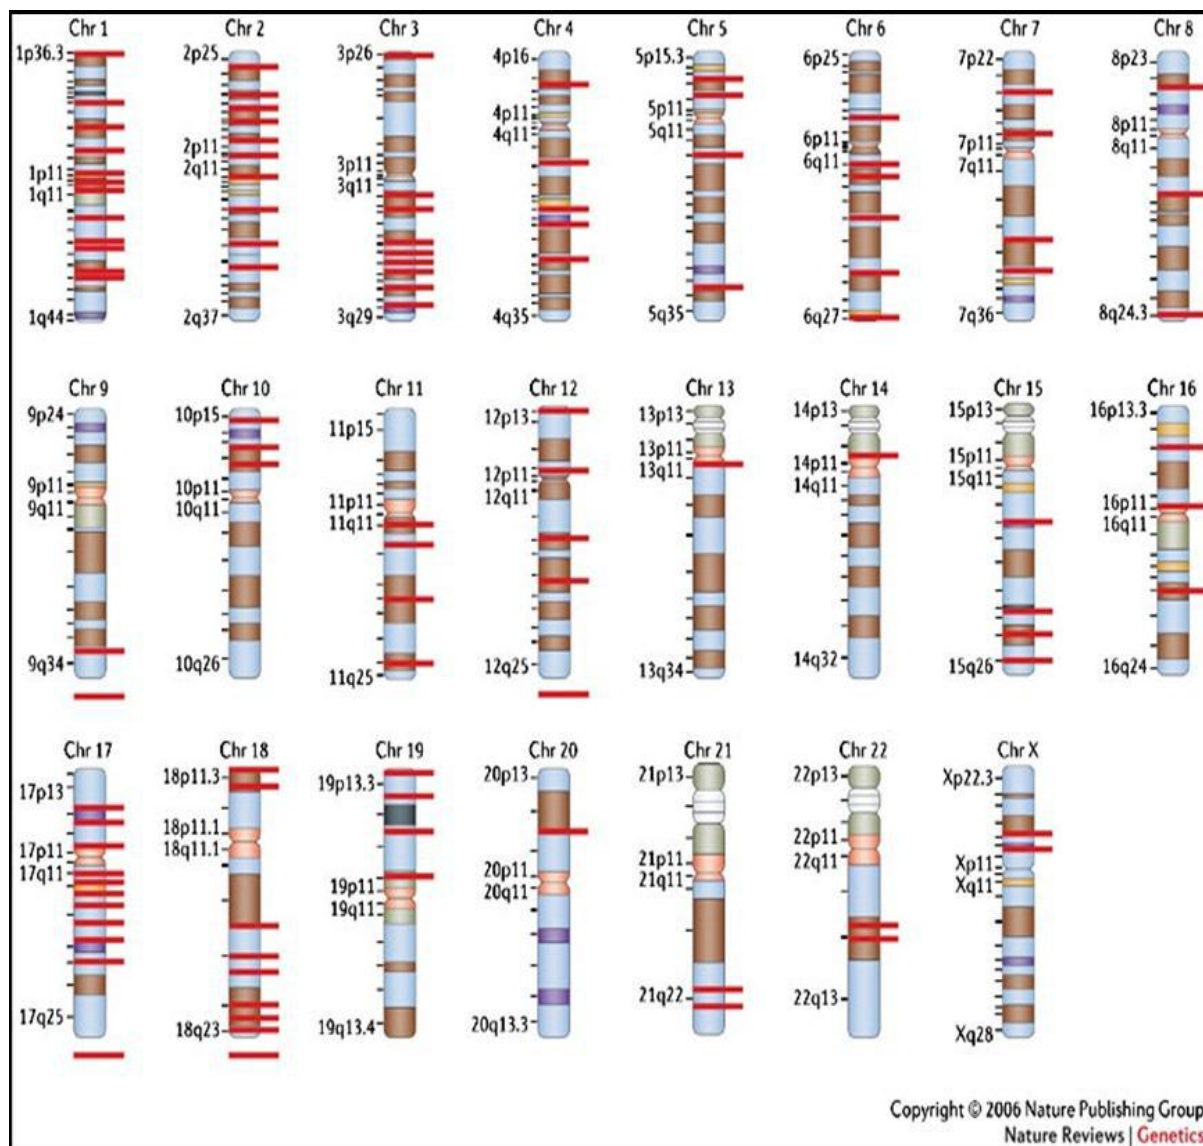 Chr 1 Chr 2 Chr 3 Chr 4 Chr 5 Chr 6 Chr 7 Chr 8
1p36.3 2p25 3p26 4p16 5p15.3 6p25 7p22 8p23
1p11 2p11 3p11 4p11 5p11 6p11 7p11 8p11
1q11 2q11 3q11 4q11 5q11 6q11 7q11 8q11
1q44 2q37 3q29 4q35 5q35 6q27 7q36 8q24.3
Chr 9 Chr 10 Chr 11 Chr 12 Chr 13 Chr 14 Chr 15 Chr 16
9p24 10p15 11p15 12p13 13p13 14p13 15p13 16p13.3
9p11 10p11 11p11 12p11 13p11 14p11 15p11 16p11
9q11 10q11 11q11 12q11 13q11 14q11 15q11 16q11
9q34 10q26 11q25 12q25 13q34 14q32 15q26 16q24
Chr 17 Chr 18 Chr 19 Chr 20 Chr 21 Chr 22 Chr X
17p13 18p11.3 19p13.3 20p13 21p13 22p13 Xp22.3
17p11 18p11.1 19p11 20p11 21p11 22p11 Xp11
17q11 18q11.1 19q11 20q11 21q11 22q11 Xq11
17q25 18q23 19q13.4 20q13.3 21q22 22q13 Xq28
Copyright © 2006 Nature Publishing Group
Nature Reviews | Genetics